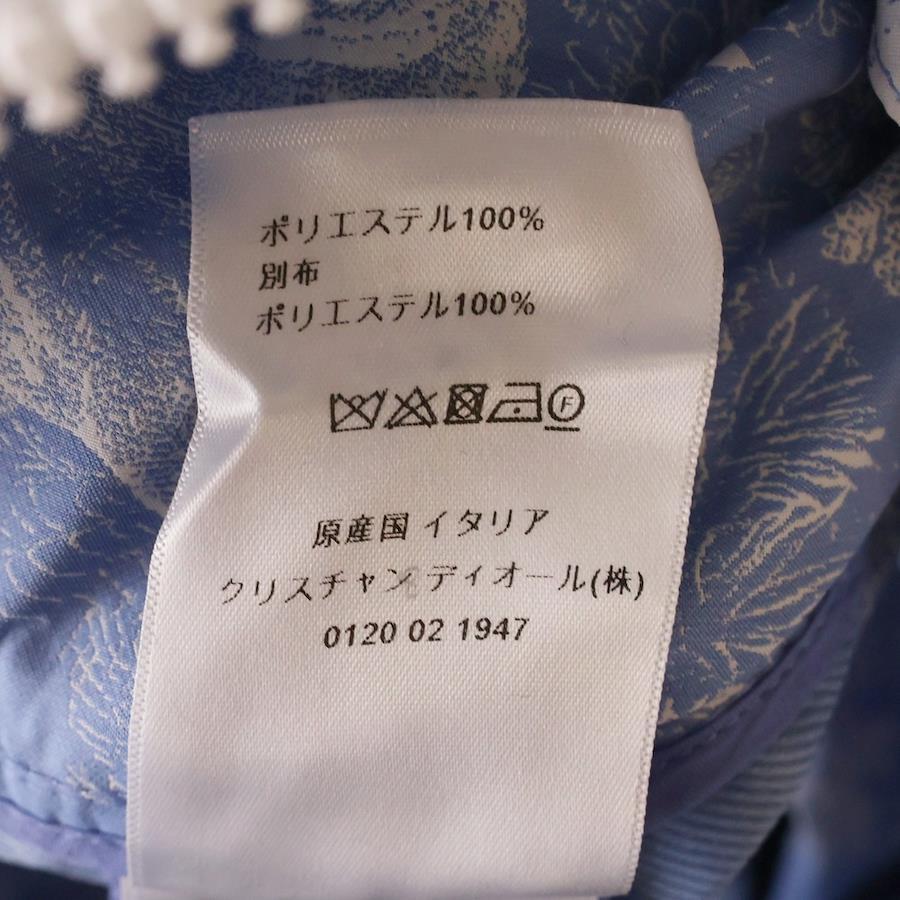 ポリエステル100%
別布
ポリエステル100%
F
原産国 イタリア
クリスチャン ディオール(株)
0120 02 1947